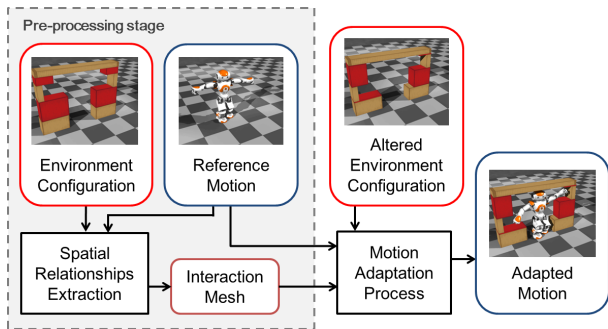 Pre-processing stage
Environment
Configuration
Reference
Motion
Altered
Environment
Configuration
Spatial
Relationships
Extraction
Interaction
Mesh
Motion
Adaptation
Process
Adapted
Motion